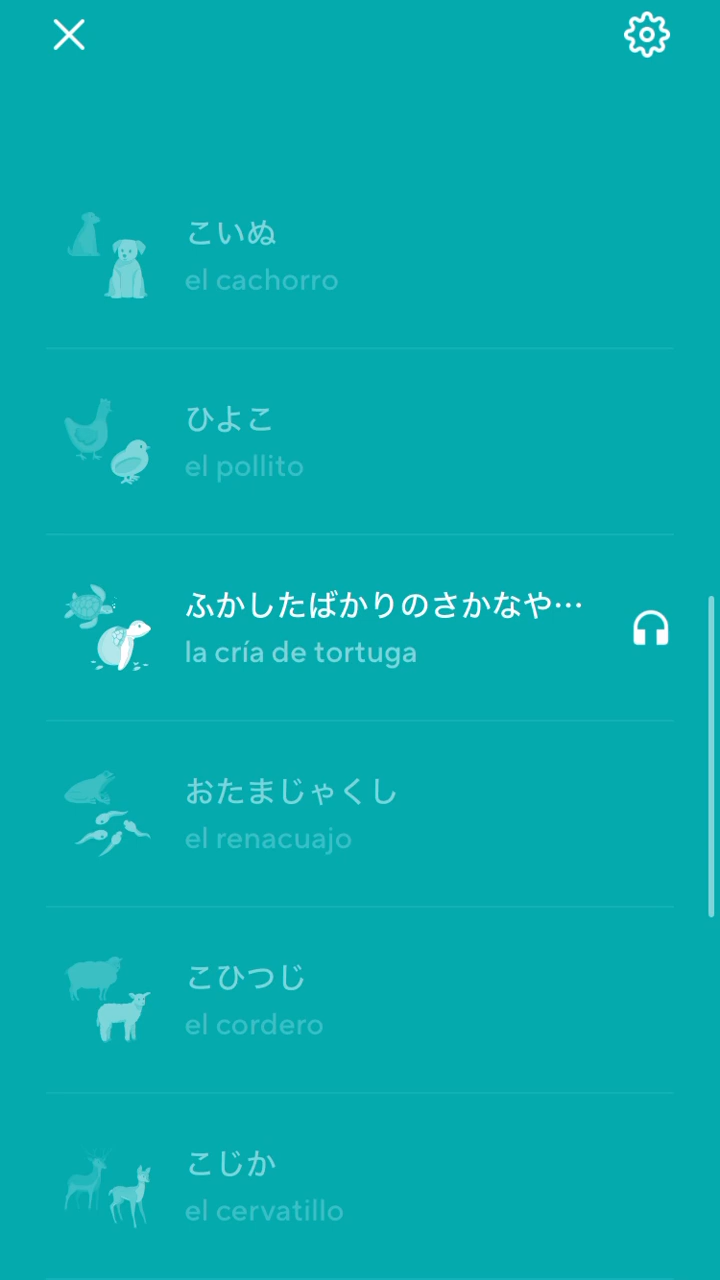 こいぬ
el cachorro
ひよこ
el pollito
ふかしたばかりのさかなや…
la cría de tortuga
おたまじゃくし
el renacuajo
こひつじ
el cordero
こじか
el cervatillo